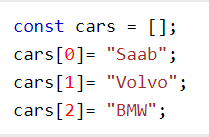 const cars = [];
cars[0]= "Saab";
cars[1]= "Volvo";
cars[2]= "BMW";